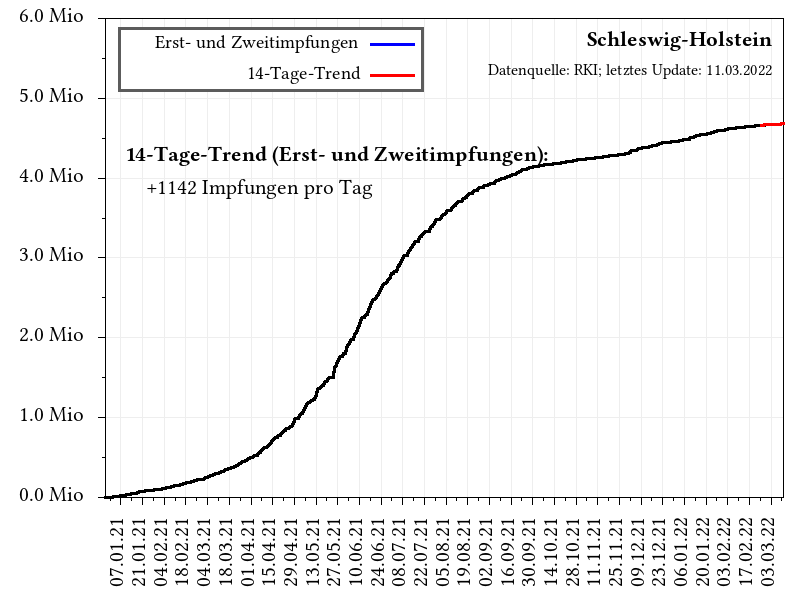 6.0 Mio
5.0 Mio
4.0 Mio
3.0 Mio
2.0 Mio
1.0 Mio
0.0 Mio
Erst- und Zweitimpfungen
14-Tage-Trend
Schleswig-Holstein
Datenquelle: RKI; letztes Update: 11.03.2022
14-Tage-Trend (Erst- und Zweitimpfungen):
+1142 Impfungen pro Tag
07.01.21
21.01.21
04.02.21
18.02.21
04.03.21
18.03.21
01.04.21
15.04.21
29.04.21
13.05.21
27.05.21
10.06.21
24.06.21
08.07.21
22.07.21
05.08.21
19.08.21
02.09.21
16.09.21
30.09.21
14.10.21
28.10.21
11.11.21
25.11.21
09.12.21
23.12.21
06.01.22
20.01.22
03.02.22
17.02.22
03.03.22